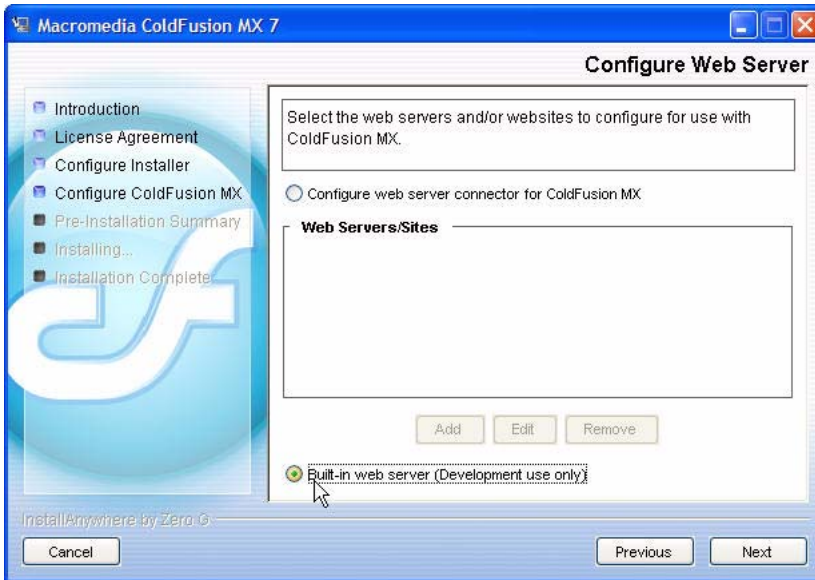 Macromedia ColdFusion MX 7
Configure Web Server
Introduction
License Agreement
Configure Installer
Configure ColdFusion MX
Pre-Installation Summary
Installing...
Installation Complete
Select the web servers and/or websites to configure for use with
ColdFusion MX.
Configure web server connector for ColdFusion MX
Web Servers/Sites
Add Edit Remove
Built-in web server (Development use only)
InstallAnywhere by Zero G
Cancel Previous Next